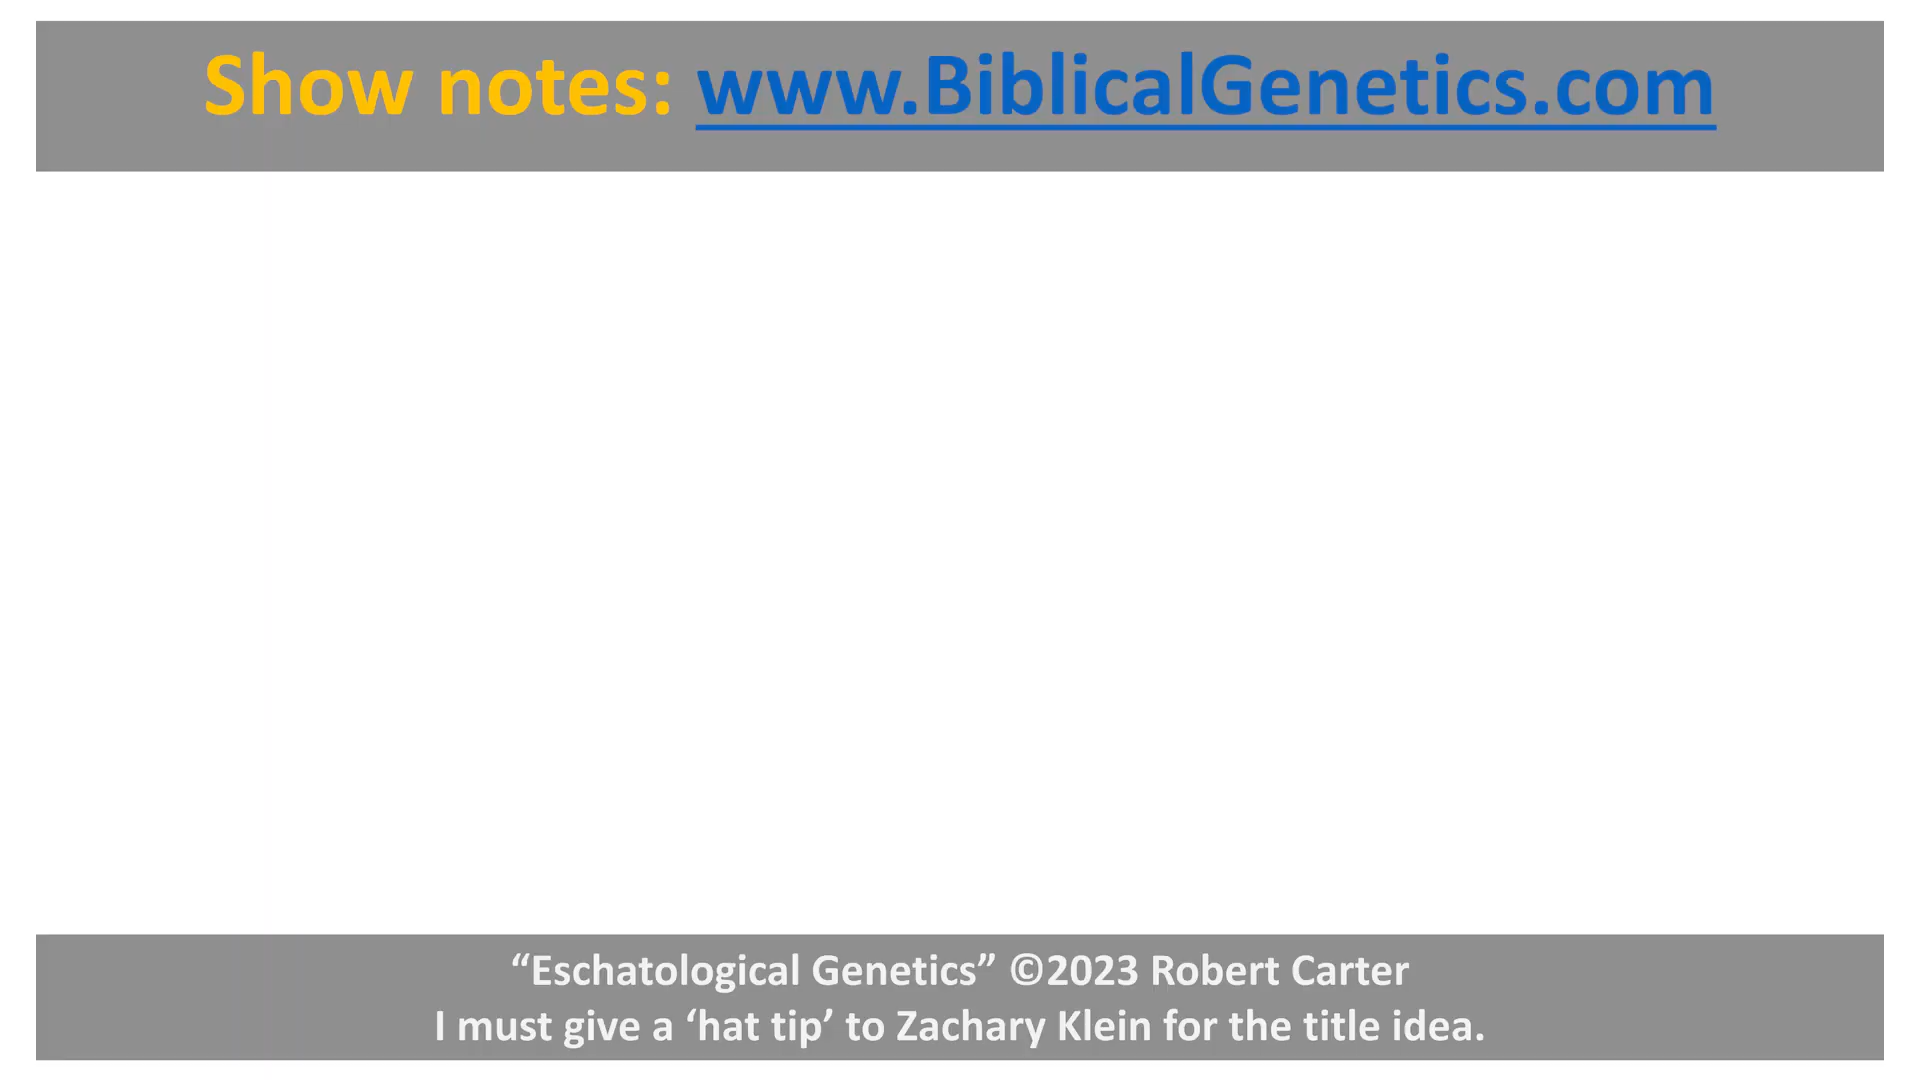 Show notes: www.BiblicalGenetics.com
“Eschatological Genetics” ©2023 Robert Carter
I must give a ‘hat tip’ to Zachary Klein for the title idea.